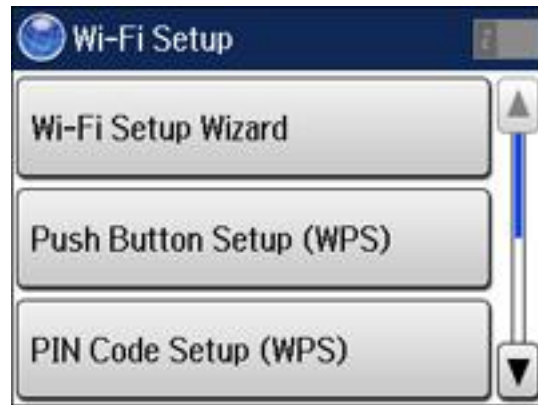 Wi-Fi Setup
Wi-Fi Setup Wizard
Push Button Setup (WPS)
PIN Code Setup (WPS)